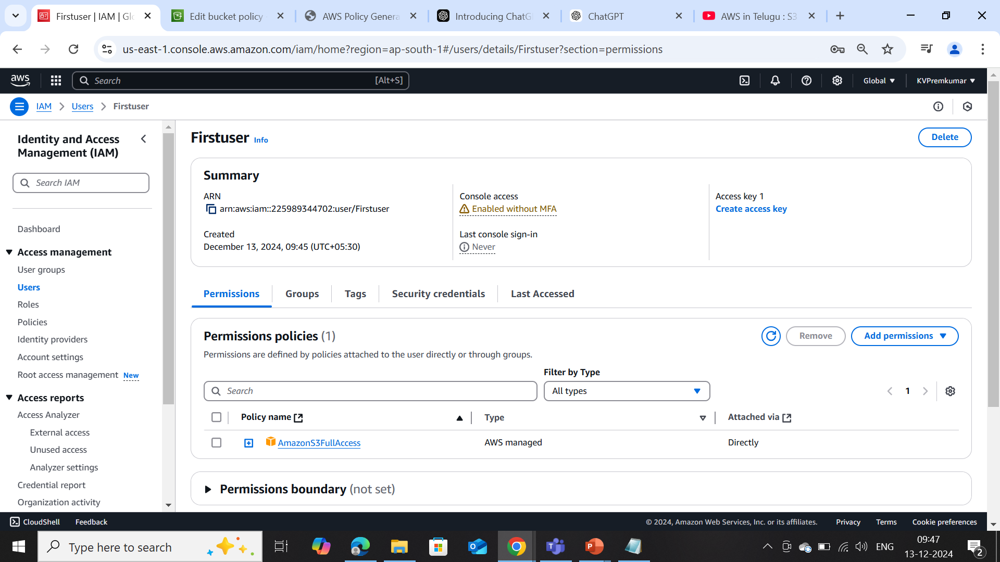 Firstuser | IAM | Glo
Edit bucket policy
AWS Policy Genera
Introducing ChatG
ChatGPT
AWS in Telugu : S3
us-east-1.console.aws.amazon.com/iam/home?region=ap-south-1#/users/details/Firstuser?section=permissions
aws
Search
[Alt+S]
Global
KVPremkumar
IAM
Users
Firstuser
Identity and Access
Management (IAM)
Search IAM
Dashboard
Access management
User groups
Users
Roles
Policies
Identity providers
Account settings
Root access management New
Access reports
Access Analyzer
External access
Unused access
Analyzer settings
Credential report
Organization activity
Firstuser Info
Delete
Summary
ARN
arn:aws:iam::225989344702:user/Firstuser
Created
December 13, 2024, 09:45 (UTC+05:30)
Console access
Enabled without MFA
Last console sign-in
Never
Access key 1
Create access key
Permissions
Groups
Tags
Security credentials
Last Accessed
Permissions policies (1)
Remove
Add permissions
Permissions are defined by policies attached to the user directly or through groups.
Filter by Type
Search
All types
1
Policy name
Type
Attached via
AmazonS3FullAccess
AWS managed
Directly
Permissions boundary (not set)
CloudShell
Feedback
© 2024, Amazon Web Services, Inc. or its affiliates.
Privacy
Terms
Cookie preferences
Type here to search
ENG
09:47
13-12-2024
2